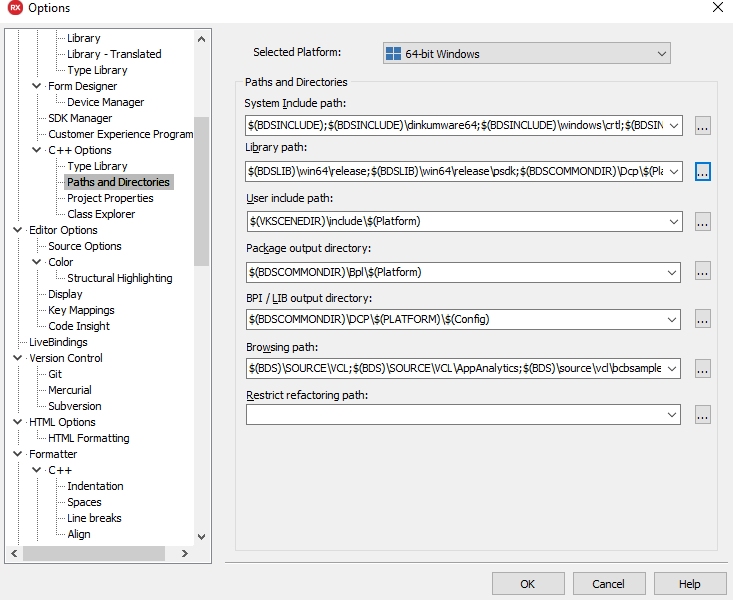 RX Options
Library
Library - Translated
Type Library
Form Designer
Device Manager
SDK Manager
Customer Experience Program
C++ Options
Type Library
Paths and Directories
Project Properties
Class Explorer
Editor Options
Source Options
Color
Structural Highlighting
Display
Key Mappings
Code Insight
LiveBindings
Version Control
Git
Mercurial
Subversion
HTML Options
HTML Formatting
Formatter
C++
Indentation
Spaces
Line breaks
Align
Selected Platform: 64-bit Windows
Paths and Directories
System Include path:
$(BDSINCLUDE);$(BDSINCLUDE)\dinkumware64;$(BDSINCLUDE)\windows\crtl;$(BDSIN ...
Library path:
$(BDSLIB)\win64\release;$(BDSLIB)\win64\release\psdk;$(BDSCOMMONDIR)\Dcp\$(Pla ...
User include path:
$(VKSCENEDIR)\include\$(Platform) ...
Package output directory:
$(BDSCOMMONDIR)\Bpl\$(Platform) ...
BPI / LIB output directory:
$(BDSCOMMONDIR)\DCP\$(PLATFORM)\$(Config) ...
Browsing path:
$(BDS)\SOURCE\VCL;$(BDS)\SOURCE\VCL\AppAnalytics;$(BDS)\source\vcl\bcbsample ...
Restrict refactoring path:
...
OK Cancel Help